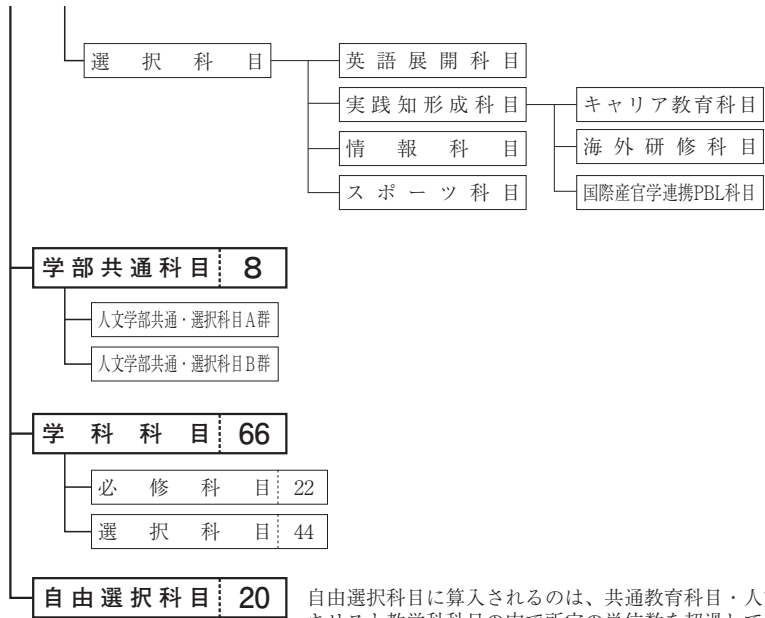 選択科目
英語展開科目
実践知形成科目
キャリア教育科目
情報科目
海外研修科目
スポーツ科目
国際産官学連携PBL科目
学部共通科目 8
人文学部共通・選択科目A群
人文学部共通・選択科目B群
学科科目 66
必修科目 22
選択科目 44
自由選択科目 20
自由選択科目に算入されるのは、共通教育科目・人